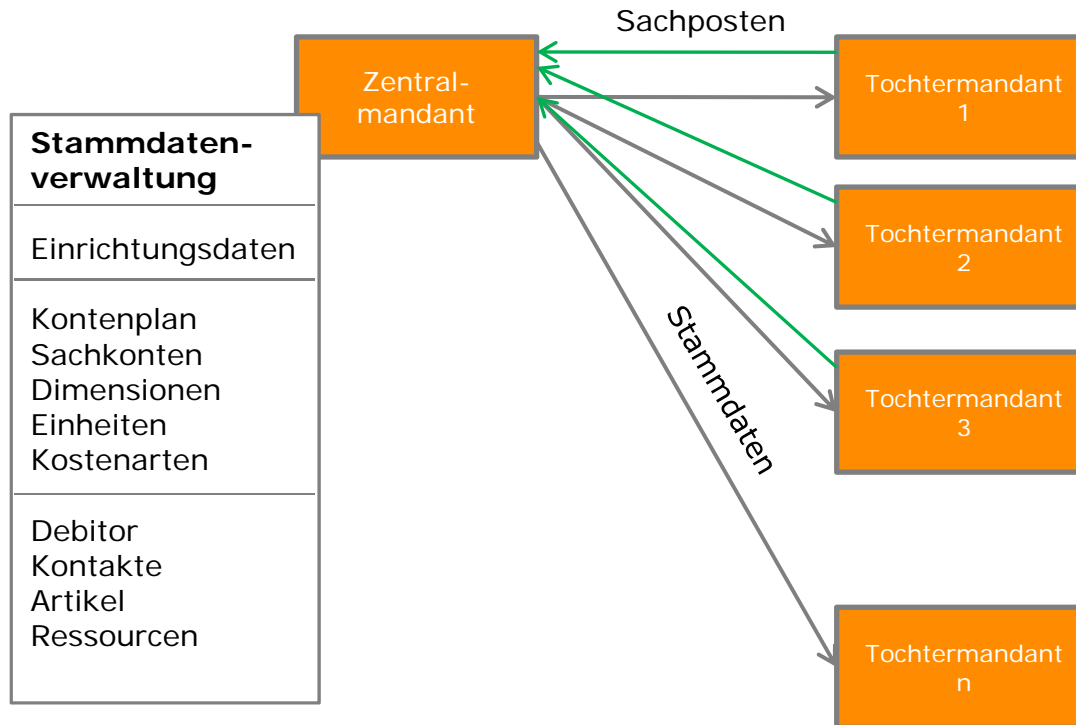 Sachposten
Zentral-
mandant
Tochtermandant
1
Stammdaten-
verwaltung
Einrichtungsdaten
Kontenplan
Sachkonten
Dimensionen
Einheiten
Kostenarten
Debitor
Kontakte
Artikel
Ressourcen
Tochtermandant
2
Stammdaten
Tochtermandant
3
Tochtermandant
n